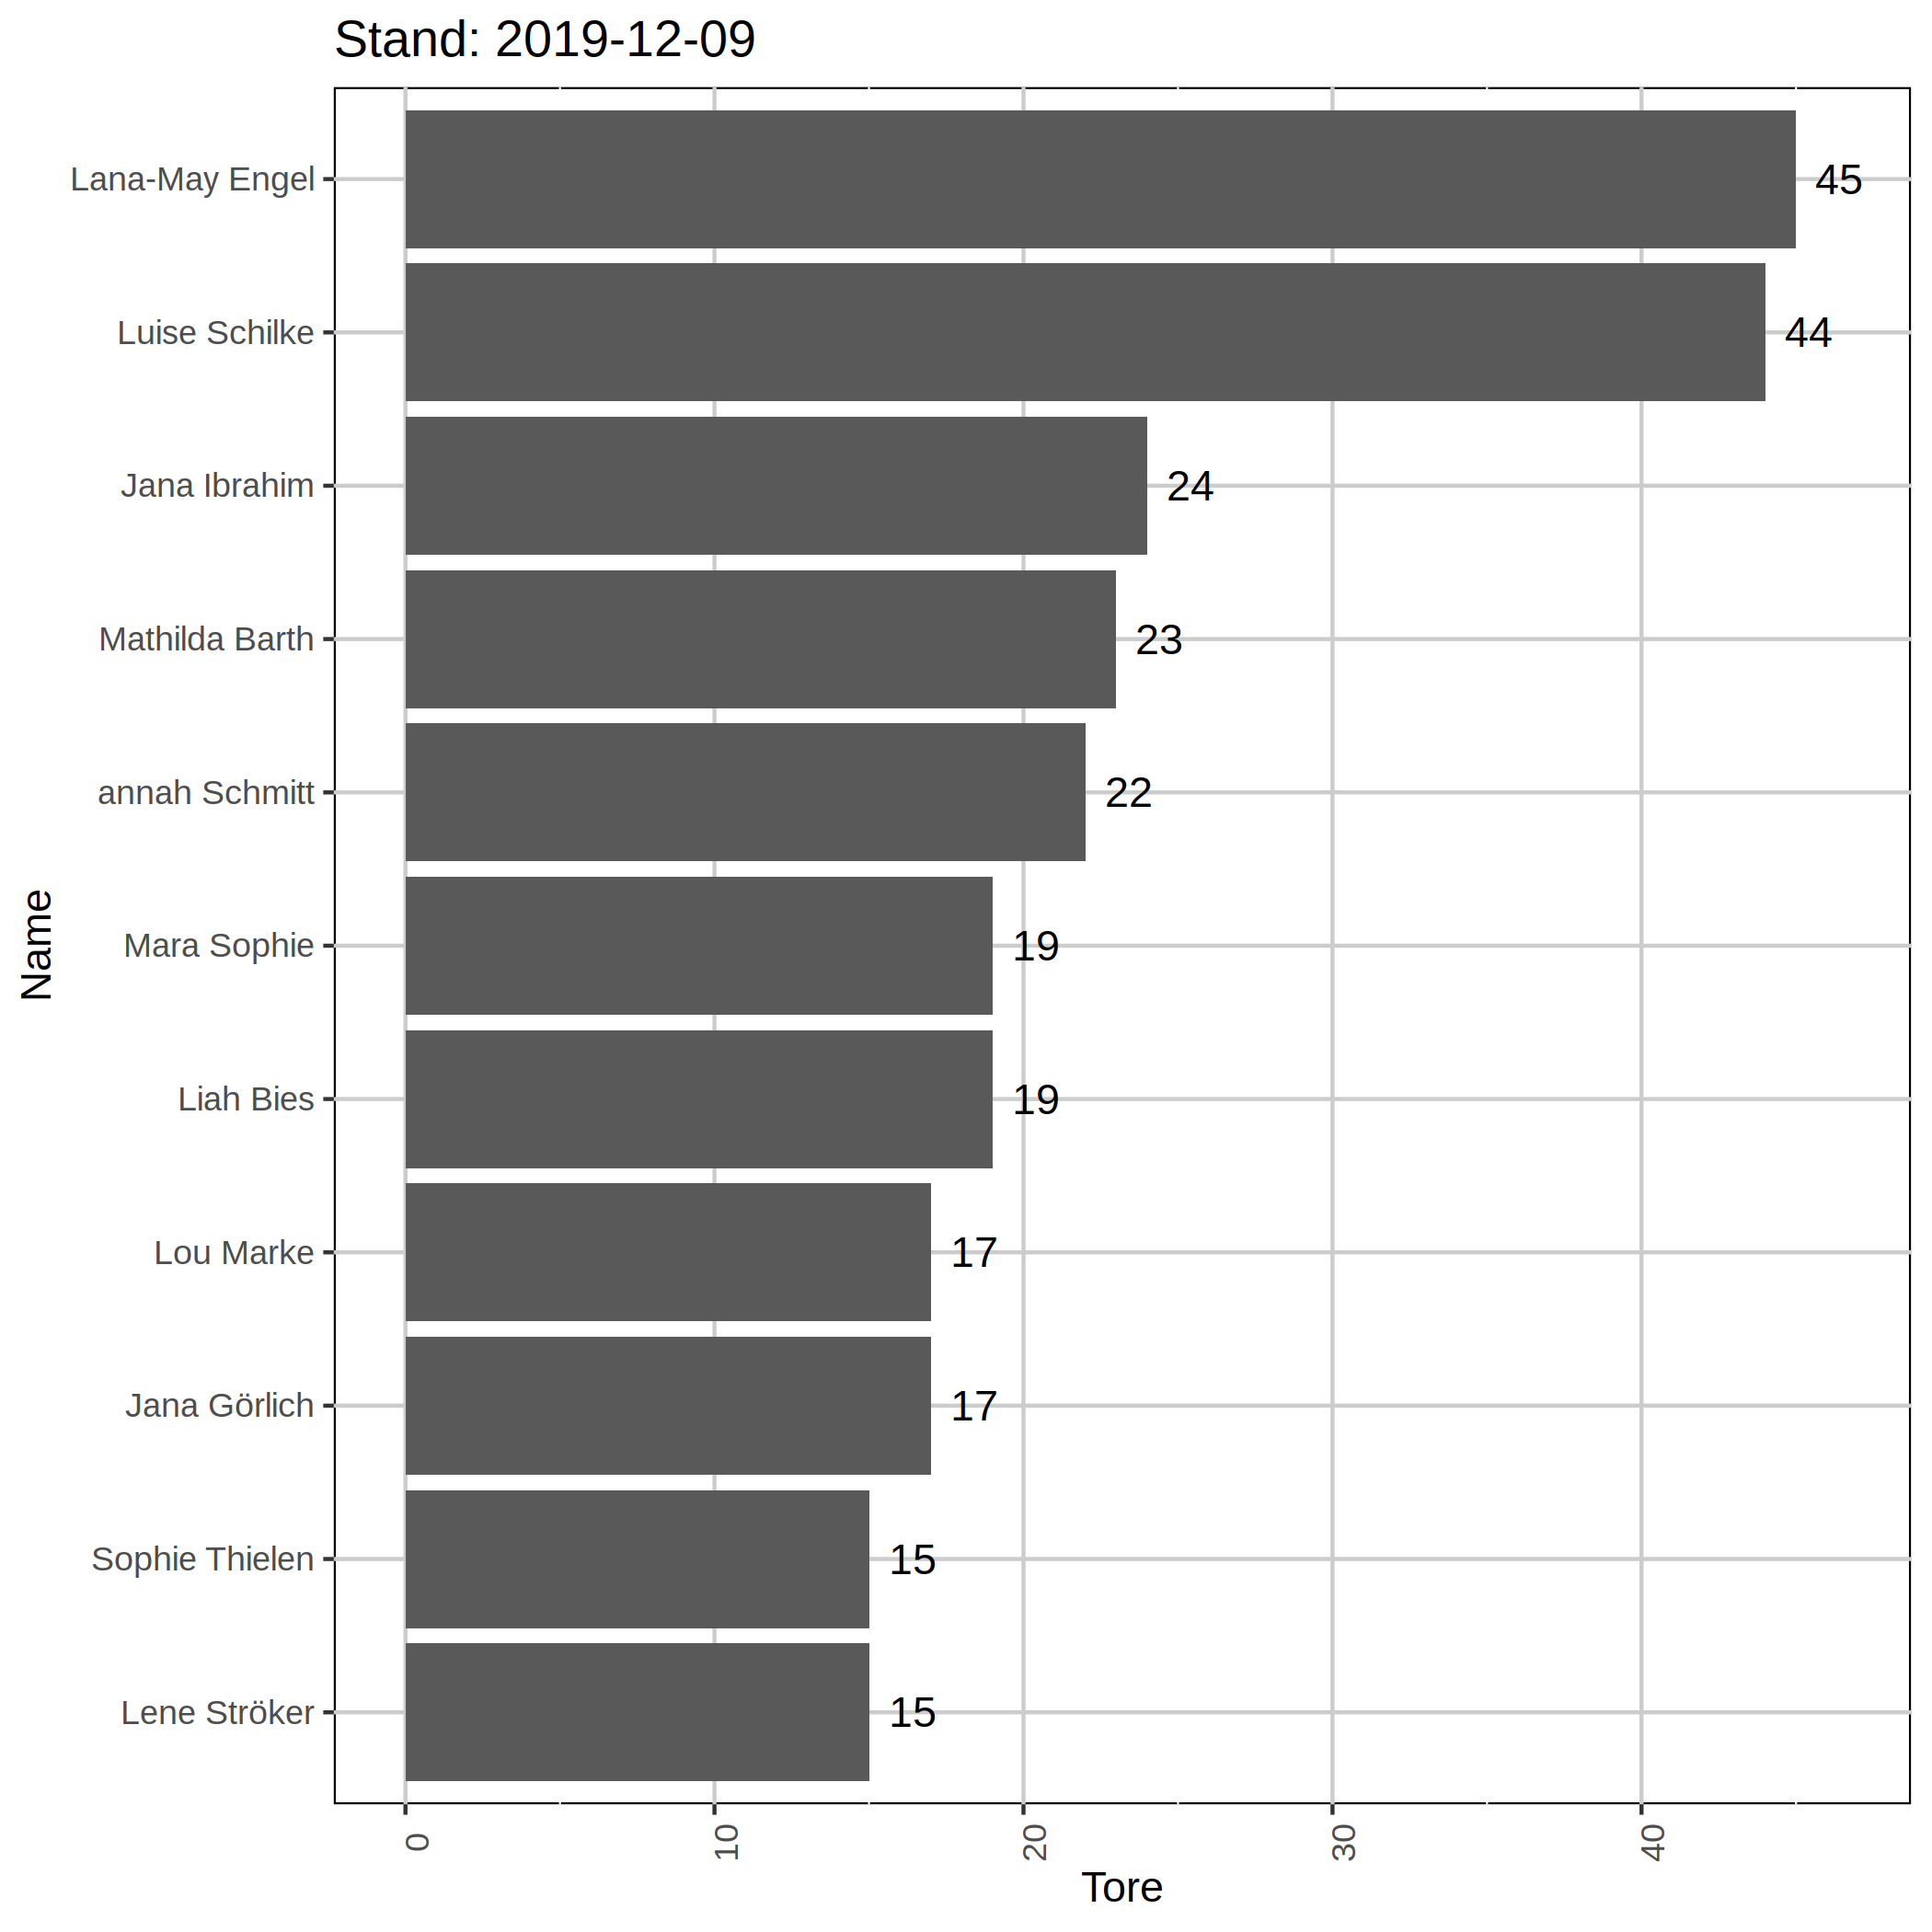 Stand: 2019-12-09
Lana-May Engel 45
Luise Schilke 44
Jana Ibrahim 24
Mathilda Barth 23
annah Schmitt 22
Mara Sophie 19
Liah Bies 19
Lou Marke 17
Jana Görlich 17
Sophie Thielen 15
Lene Ströker 15
Name
0 10 20 30 40
Tore